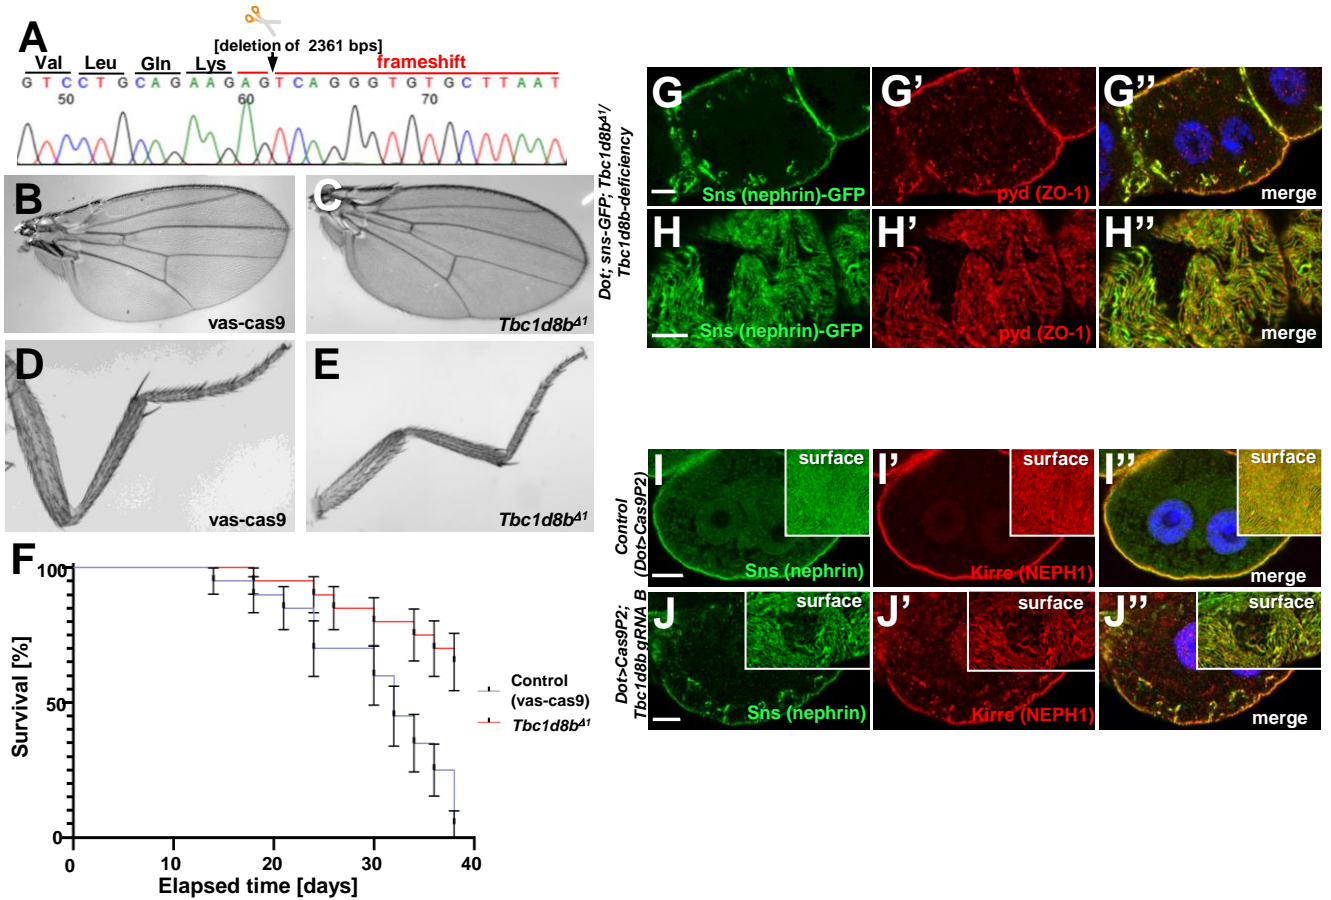 A
[deletion of 2361 bps]
Val Leu Gln Lys frameshift
G T C C T G C A G A A G A G T C A G G G T G T G C T T A A T
50 60 70
B
vas-cas9
C
Tbc1d8bΔ1
D
vas-cas9
E
Tbc1d8bΔ1
F
Survival [%]
100
50
0
0 10 20 30 40
Elapsed time [days]
Control
(vas-cas9)
Tbc1d8bΔ1
Dot; sns-GFP; Tbc1d8bΔ1/
Tbc1d8b-deficiency
G
Sns (nephrin)-GFP
G’
pyd (ZO-1)
G’’
merge
H
Sns (nephrin)-GFP
H’
pyd (ZO-1)
H’’
merge
Control
(Dot>Cas9P2)
I
surface
Sns (nephrin)
I’
surface
Kirre (NEPH1)
I’’
surface
merge
Dot>Cas9P2;
Tbc1d8b gRNA B
J
surface
Sns (nephrin)
J’
surface
Kirre (NEPH1)
J’’
surface
merge